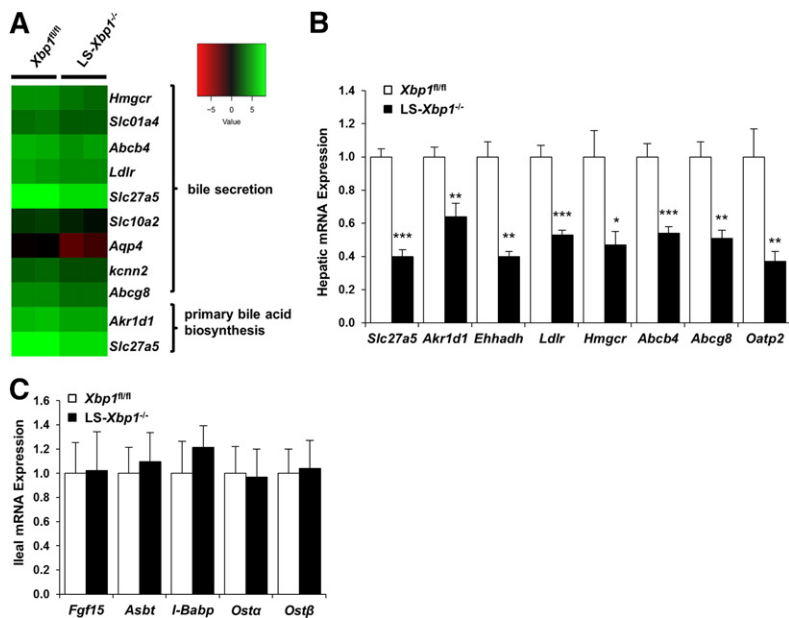 A
Xbp1fl/fl
LS-Xbp1-/-
−5 0 5
Value
Hmgcr
Slc01a4
Abcb4
Ldlr
Slc27a5
Slc10a2
Aqp4
kcnn2
Abcg8
Akr1d1
Slc27a5
bile secretion
primary bile acid
biosynthesis
B
Xbp1fl/fl
LS-Xbp1-/-
Hepatic mRNA Expression
1.4
1.2
1.0
0.8
0.6
0.4
0.2
0.0
*** ** ** *** * *** ** **
Slc27a5 Akr1d1 Ehhadh Ldlr Hmgcr Abcb4 Abcg8 Oatp2
C
Xbp1fl/fl
LS-Xbp1-/-
Ileal mRNA Expression
1.6
1.4
1.2
1.0
0.8
0.6
0.4
0.2
0.0
Fgf15 Asbt I-Babp Ostα Ostβ